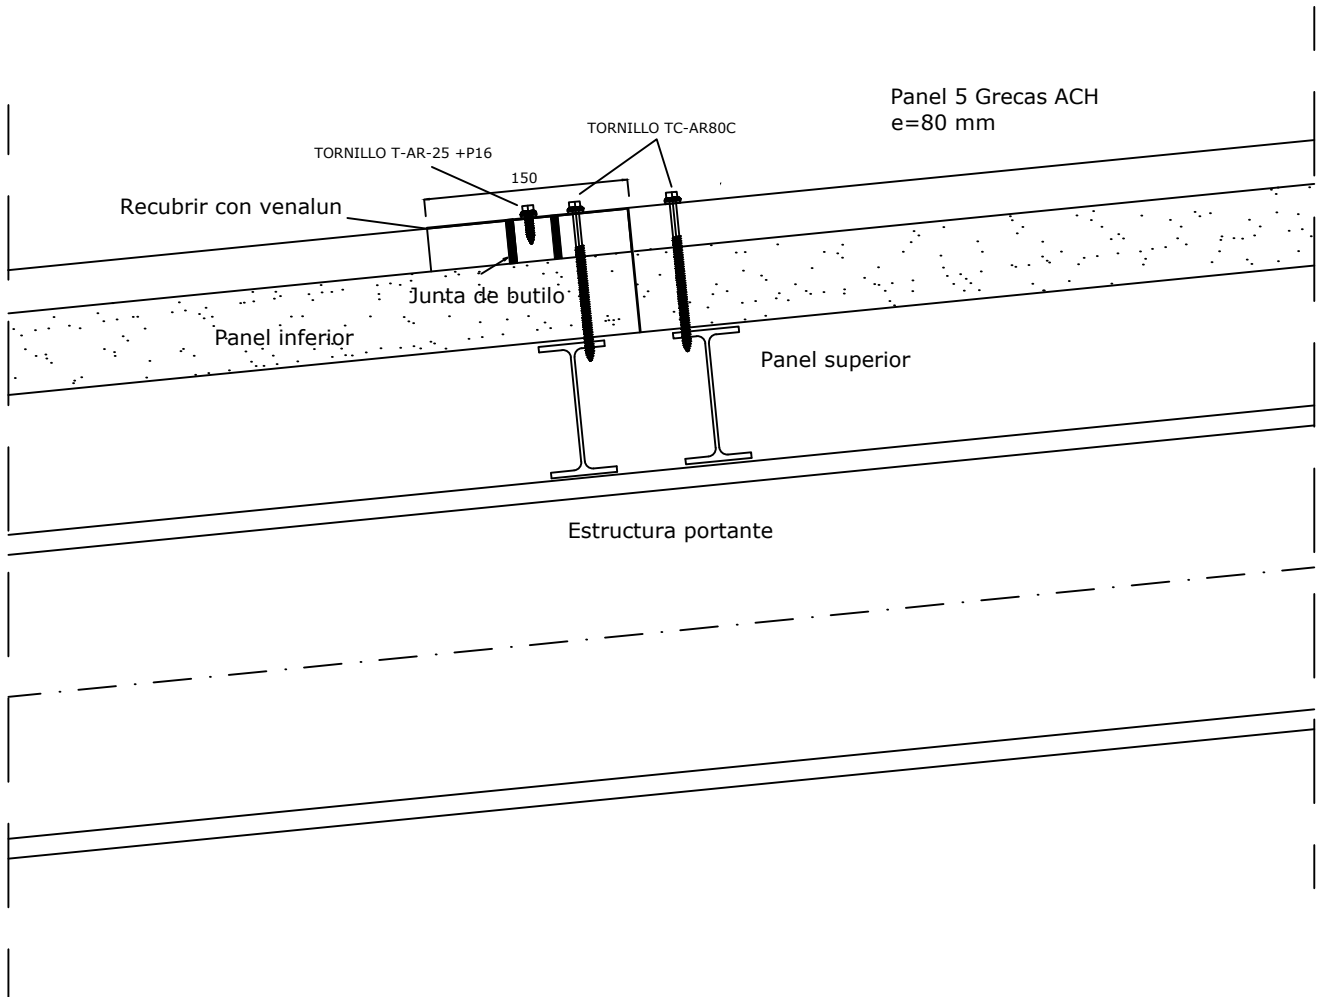 Panel 5 Grecas ACH
e=80 mm
TORNILLO TC-AR80C
TORNILLO T-AR-25 +P16
150
Recubrir con venalun
Junta de butilo
Panel inferior
Panel superior
Estructura portante